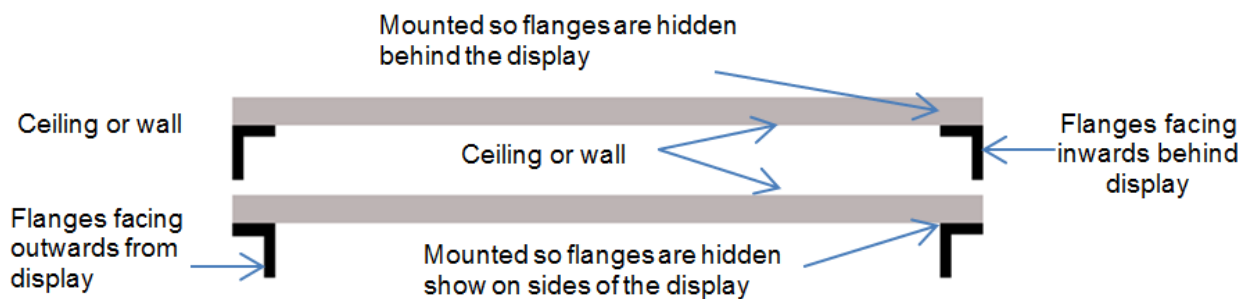 Mounted so flanges are hidden
behind the display
Ceiling or wall
Ceiling or wall
Flanges facing
inwards behind
display
Flanges facing
outwards from
display
Mounted so flanges are hidden
show on sides of the display